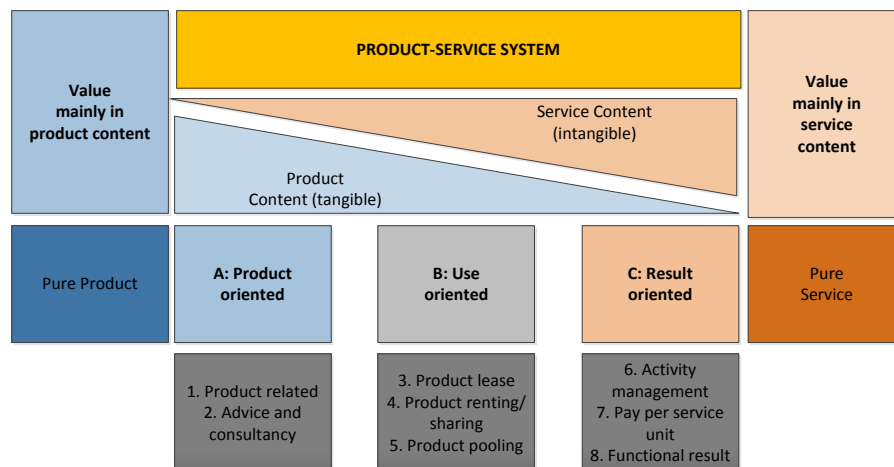 PRODUCT-SERVICE SYSTEM
Value
mainly in
product content
Service Content
(intangible)
Product
Content (tangible)
Value
mainly in
service
content
Pure Product
A: Product
oriented
B: Use
oriented
C: Result
oriented
Pure
Service
1. Product related
2. Advice and
consultancy
3. Product lease
4. Product renting/
sharing
5. Product pooling
6. Activity
management
7. Pay per service
unit
8. Functional result